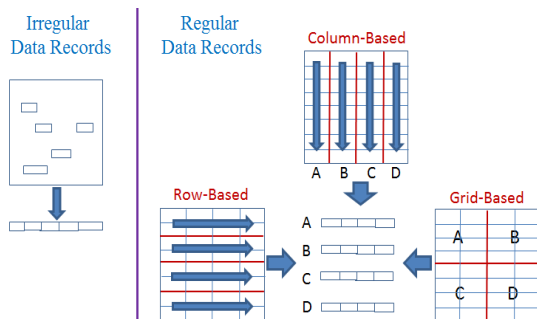 Irregular
Data Records
Regular
Data Records
Column-Based
A B C D
Row-Based
Grid-Based
A
B
C
D
A B
C D